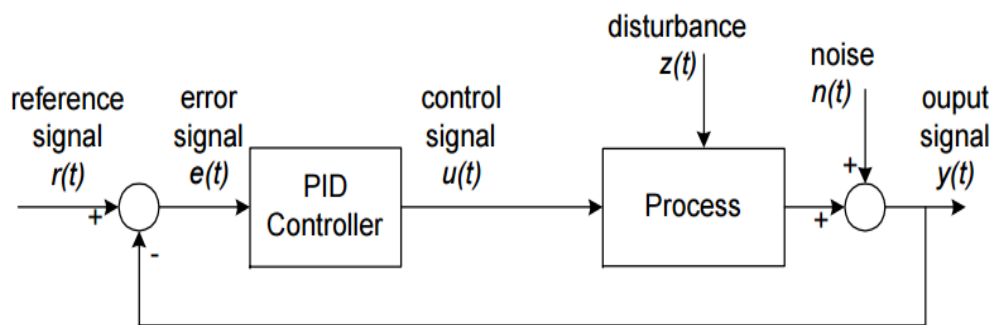 reference
signal
r(t)
+
-
error
signal
e(t)
PID
Controller
control
signal
u(t)
disturbance
z(t)
Process
noise
n(t)
+
+
ouput
signal
y(t)